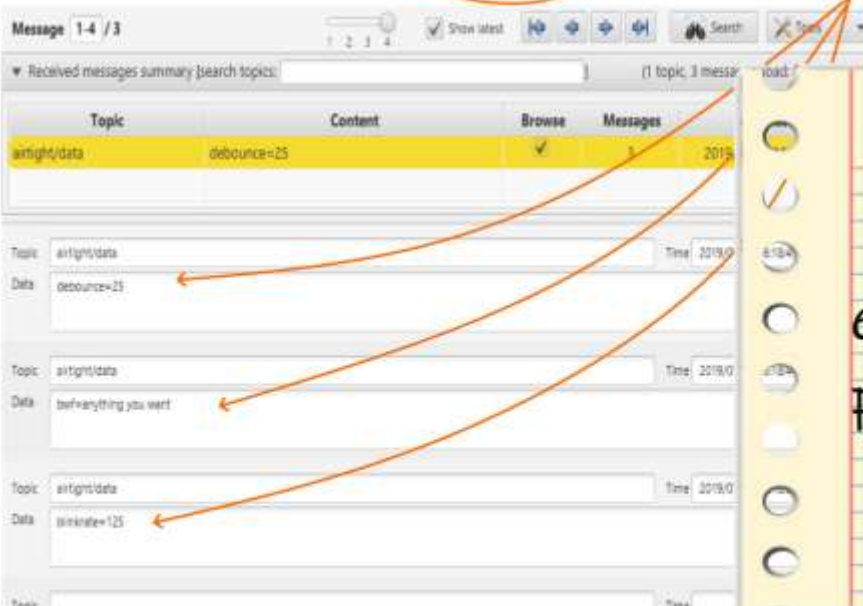 Message 1-4 / 3
1 2 3 4
Show latest
Search
▼ Received messages summary [search topics: ] (1 topic, 3 messa
Topic Content Browse Messages
airtight/data debounce=25 3 2019
Topic airtight/data Time 2019/0
Data debounce=25
Topic airtight/data Time 2019/0
Data bwf=anything you want
Topic airtight/data Time 2019/0
Data blinkrate=125
Topic Time